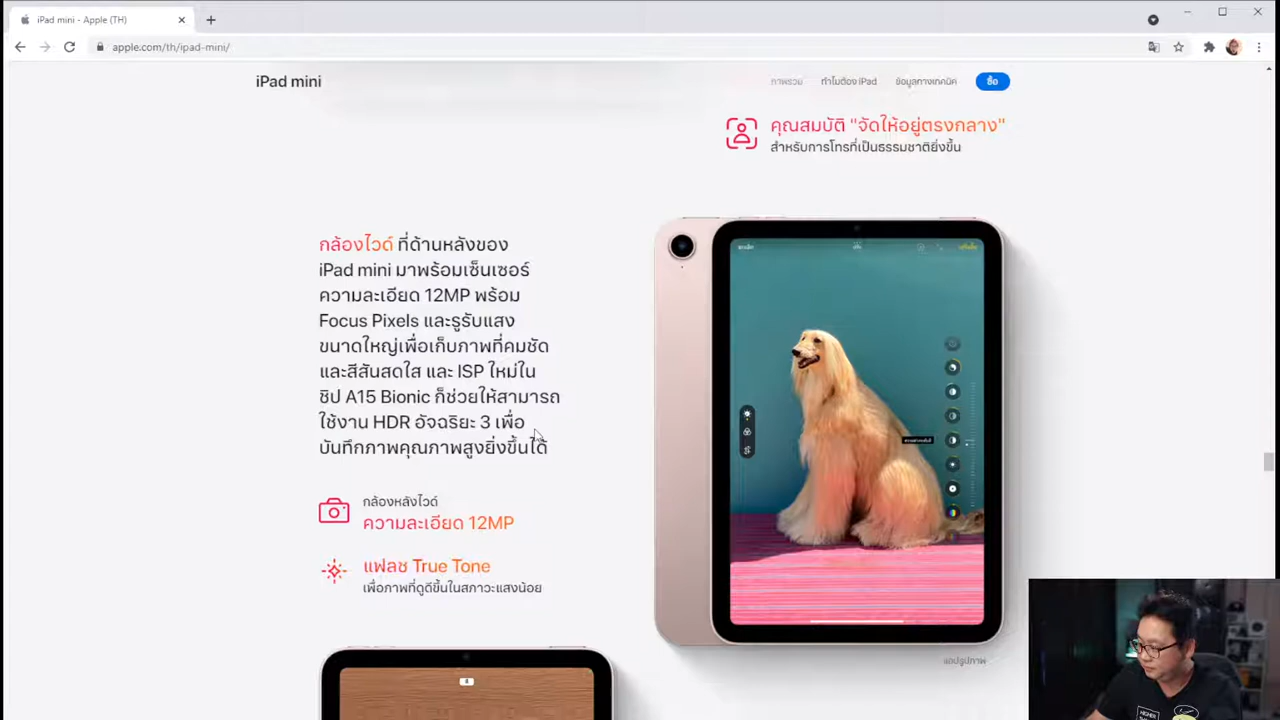 iPad mini - Apple (TH)
apple.com/th/ipad-mini/
iPad mini
ภาพรวม
ทำไมต้อง iPad
ข้อมูลทางเทคนิค
ซื้อ
คุณสมบัติ "จัดให้อยู่ตรงกลาง"
สำหรับการโทรที่เป็นธรรมชาติยิ่งขึ้น
กล้องไวด์ ที่ด้านหลังของ
iPad mini มาพร้อมเซ็นเซอร์
ความละเอียด 12MP พร้อม
Focus Pixels และรูรับแสง
ขนาดใหญ่เพื่อเก็บภาพที่คมชัด
และสีสันสดใส และ ISP ใหม่ใน
ชิป A15 Bionic ก็ช่วยให้สามารถ
ใช้งาน HDR อัจฉริยะ 3 เพื่อ
บันทึกภาพคุณภาพสูงยิ่งขึ้นได้
กล้องหลังไวด์
ความละเอียด 12MP
แฟลช True Tone
เพื่อภาพที่ดูดีขึ้นในสภาวะแสงน้อย
แอปรูปภาพ
HIGHER